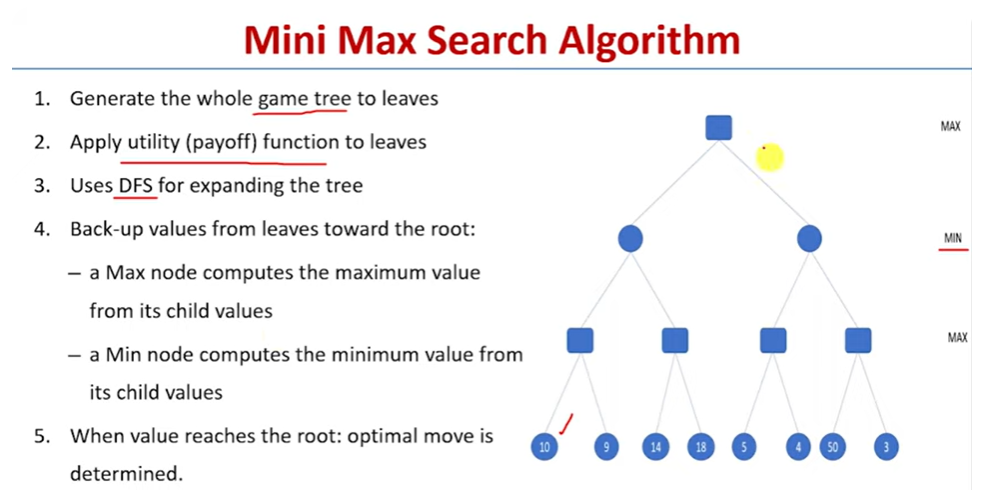 Mini Max Search Algorithm
1. Generate the whole game tree to leaves
2. Apply utility (payoff) function to leaves
3. Uses DFS for expanding the tree
4. Back-up values from leaves toward the root:
– a Max node computes the maximum value
from its child values
– a Min node computes the minimum value from
its child values
5. When value reaches the root: optimal move is
determined.
MAX
MIN
MAX
10 9 14 18 5 4 50 3